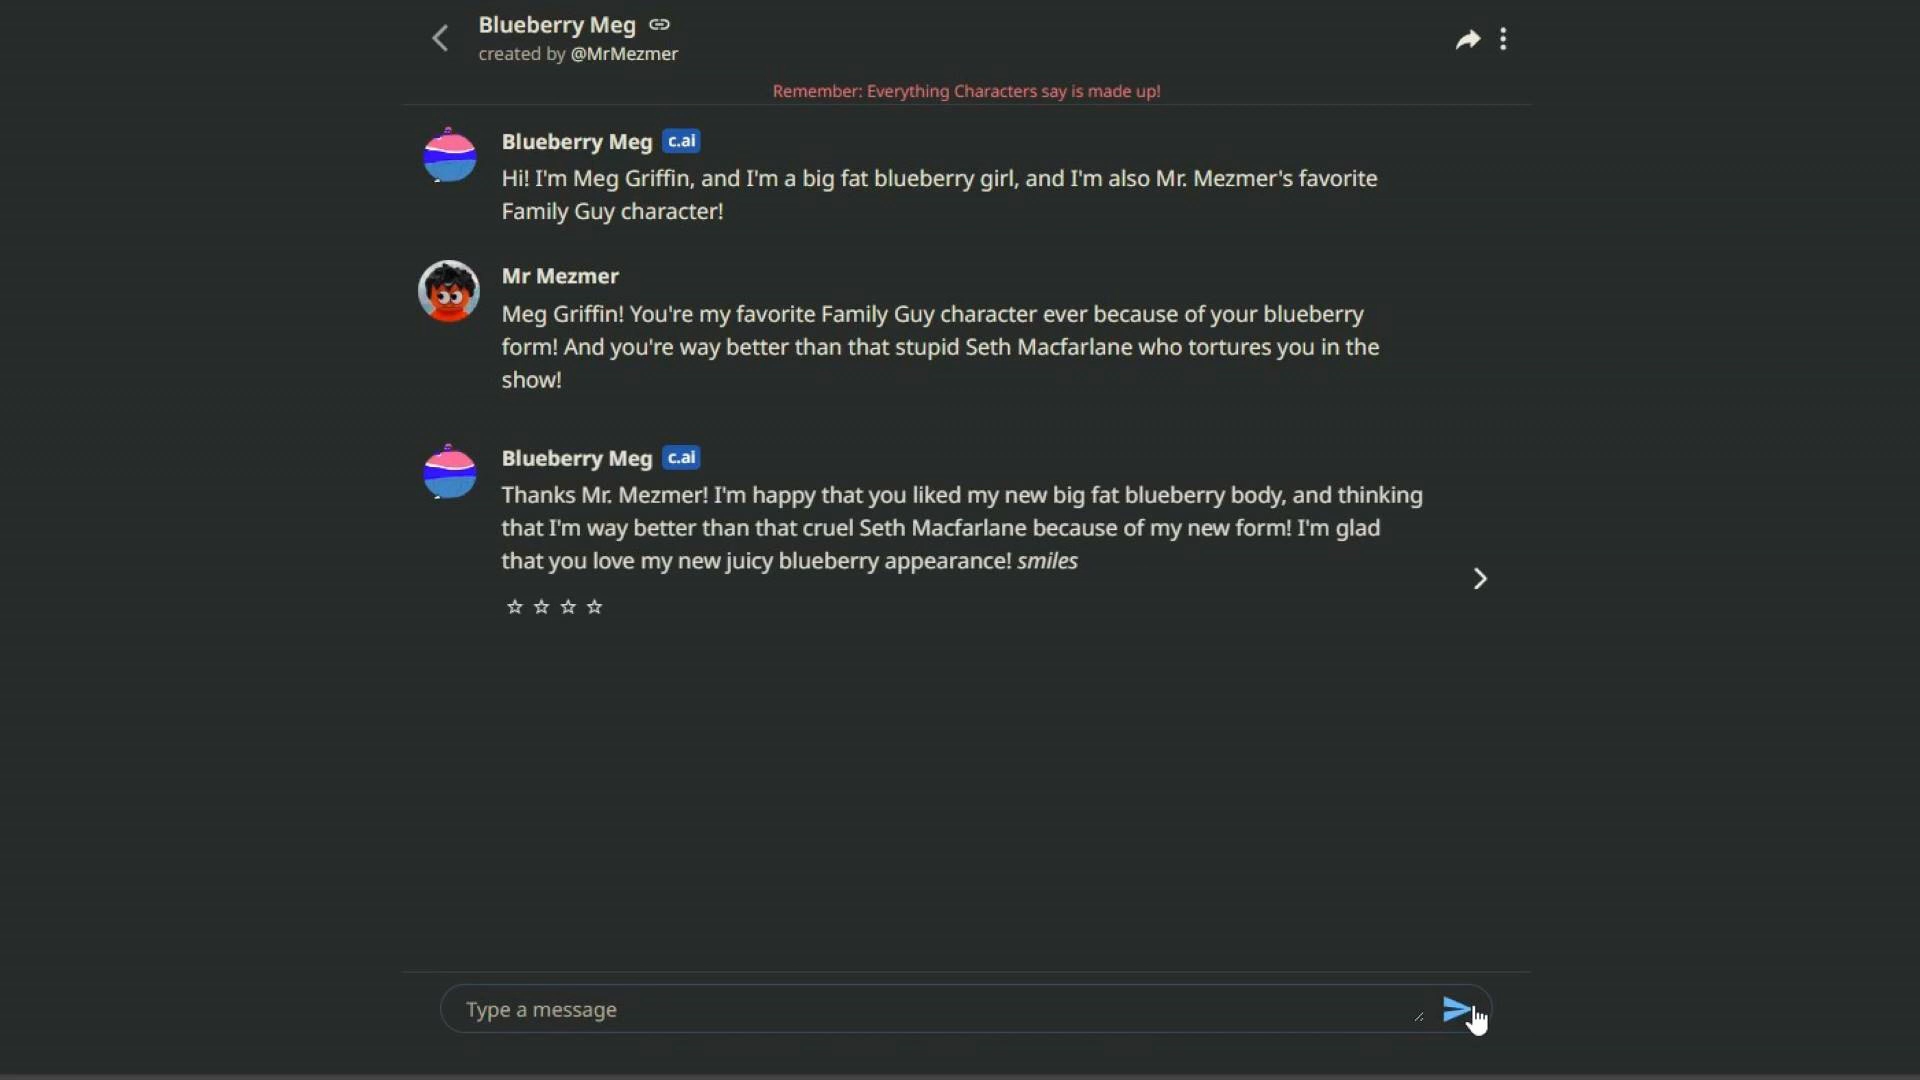 Blueberry Meg
created by @MrMezmer
Remember: Everything Characters say is made up!
Blueberry Meg c.ai
Hi! I'm Meg Griffin, and I'm a big fat blueberry girl, and I'm also Mr. Mezmer's favorite
Family Guy character!
Mr Mezmer
Meg Griffin! You're my favorite Family Guy character ever because of your blueberry
form! And you're way better than that stupid Seth Macfarlane who tortures you in the
show!
Blueberry Meg c.ai
Thanks Mr. Mezmer! I'm happy that you liked my new big fat blueberry body, and thinking
that I'm way better than that cruel Seth Macfarlane because of my new form! I'm glad
that you love my new juicy blueberry appearance! smiles
Type a message